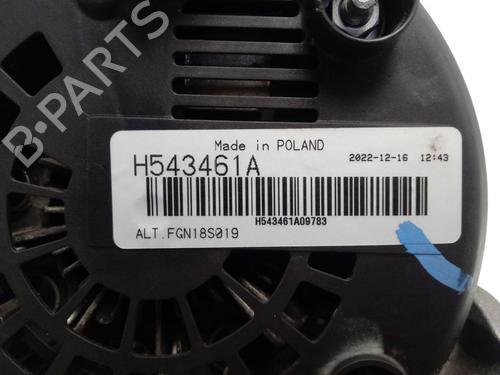 B-PARTS
Made in POLAND
H543461A
2022-12-16 12:43
H543461A09783
ALT.FGN18S019